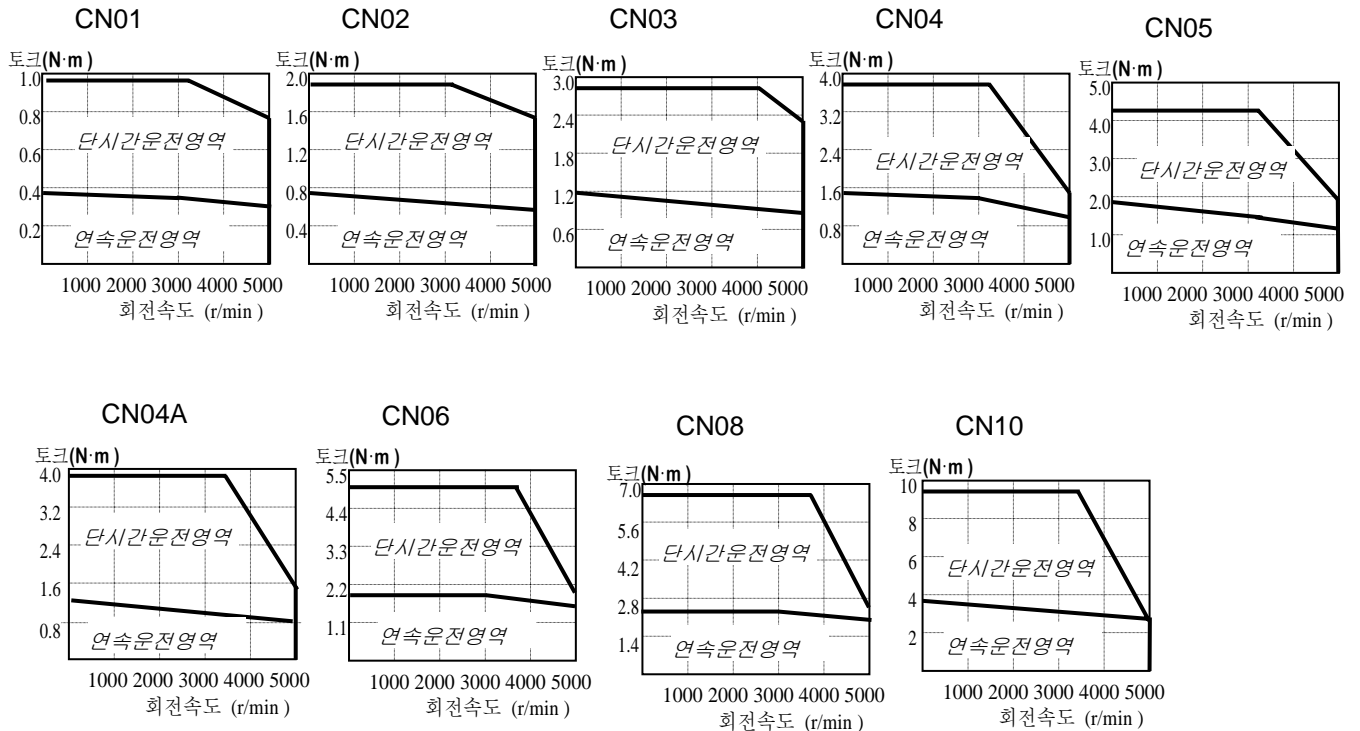 CN01
토크(N·m )
1.0
0.8
0.6
0.4
0.2
단시간운전영역
연속운전영역
1000 2000 3000 4000 5000
회전속도 (r/min )
CN02
토크(N·m )
2.0
1.6
1.2
0.8
0.4
단시간운전영역
연속운전영역
1000 2000 3000 4000 5000
회전속도 (r/min )
CN03
토크(N·m )
3.0
2.4
1.8
1.2
0.6
단시간운전영역
연속운전영역
1000 2000 3000 4000 5000
회전속도 (r/min )
CN04
토크(N·m )
4.0
3.2
2.4
1.6
0.8
단시간운전영역
연속운전영역
1000 2000 3000 4000 5000
회전속도 (r/min )
CN05
토크(N·m )
5.0
4.0
3.0
2.0
1.0
단시간운전영역
연속운전영역
1000 2000 3000 4000 5000
회전속도 (r/min )
CN04A
토크(N·m )
4.0
3.2
2.4
1.6
0.8
단시간운전영역
연속운전영역
1000 2000 3000 4000 5000
회전속도 (r/min )
CN06
토크(N·m )
5.5
4.4
3.3
2.2
1.1
단시간운전영역
연속운전영역
1000 2000 3000 4000 5000
회전속도 (r/min )
CN08
토크(N·m )
7.0
5.6
4.2
2.8
1.4
단시간운전영역
연속운전영역
1000 2000 3000 4000 5000
회전속도 (r/min )
CN10
토크(N·m )
10
8
6
4
2
단시간운전영역
연속운전영역
1000 2000 3000 4000 5000
회전속도 (r/min )